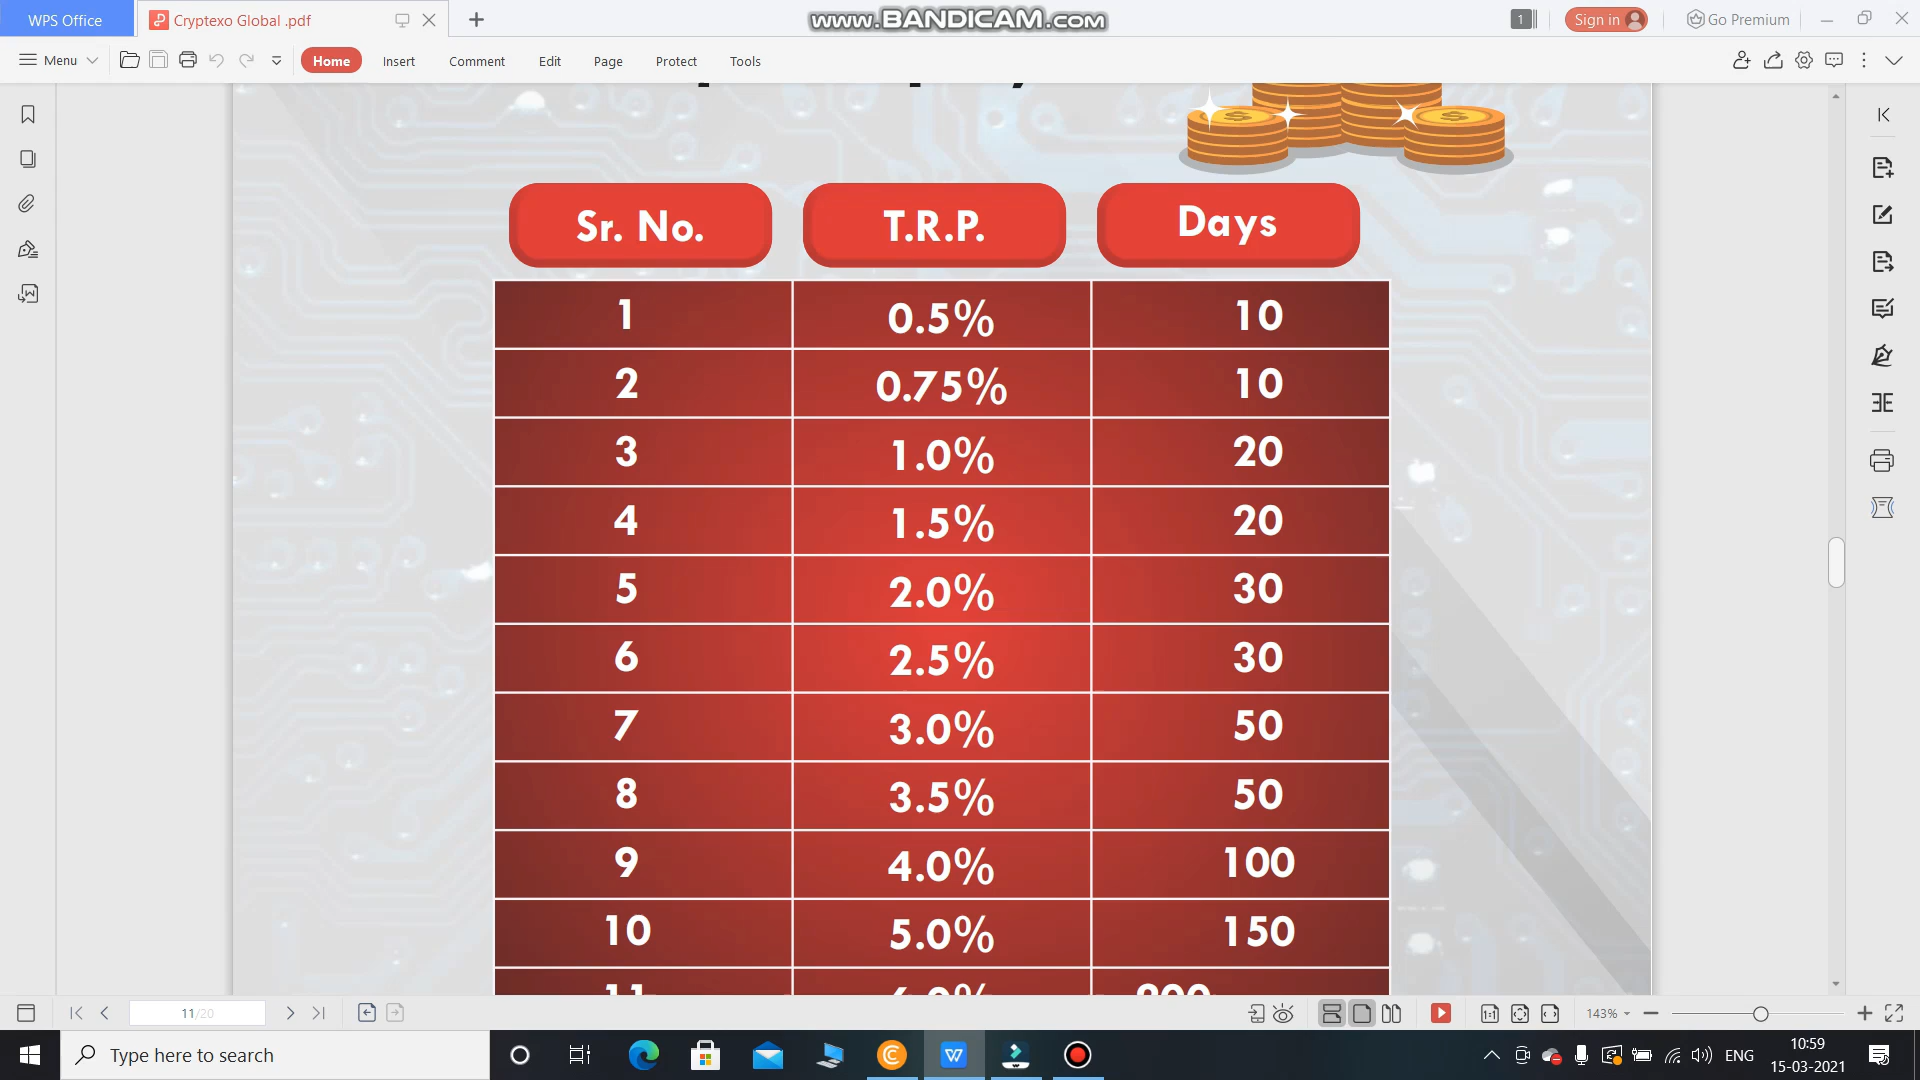 WPS Office
Cryptexo Global .pdf
www.BANDICAM.com
1
Sign in
Go Premium
Menu
Home
Insert
Comment
Edit
Page
Protect
Tools
Sr. No.
T.R.P.
Days
1 0.5% 10
2 0.75% 10
3 1.0% 20
4 1.5% 20
5 2.0% 30
6 2.5% 30
7 3.0% 50
8 3.5% 50
9 4.0% 100
10 5.0% 150
11/20
143%
Type here to search
ENG
10:59
15-03-2021